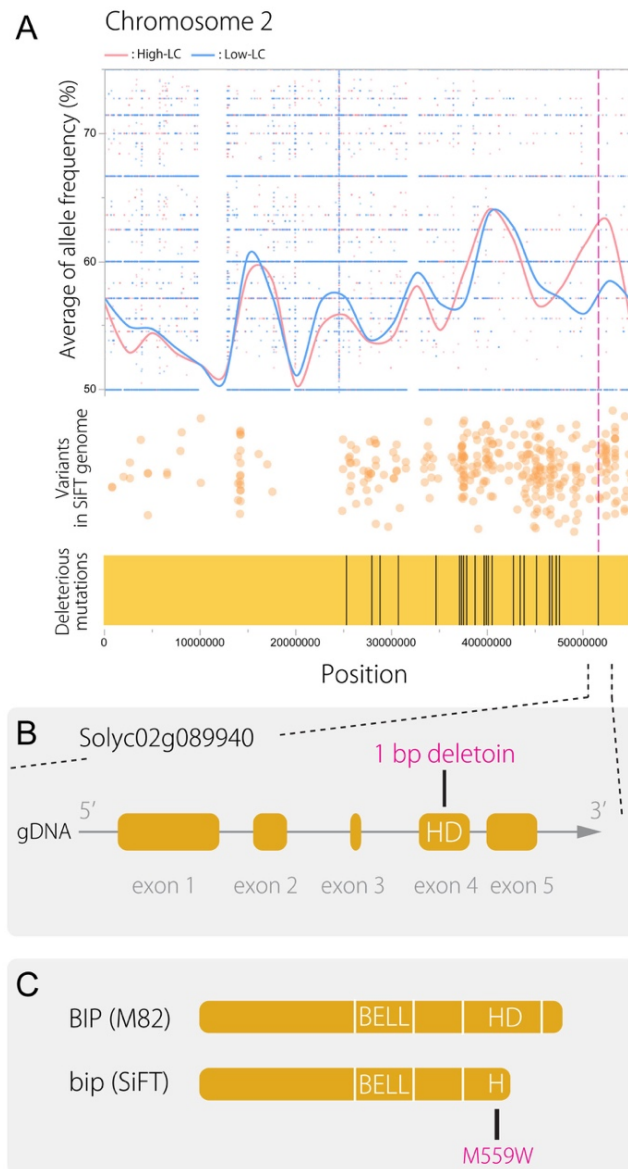 A
Chromosome 2
: High-LC : Low-LC
Average of allele frequency (%)
70
60
50
Variants
in SiFT genome
Deleterious
mutations
0 10000000 20000000 30000000 40000000 50000000
Position
B
Solyc02g089940
1 bp deletoin
5′ 3′
gDNA
HD
exon 1 exon 2 exon 3 exon 4 exon 5
C
BIP (M82) BELL HD
bip (SiFT) BELL H
M559W